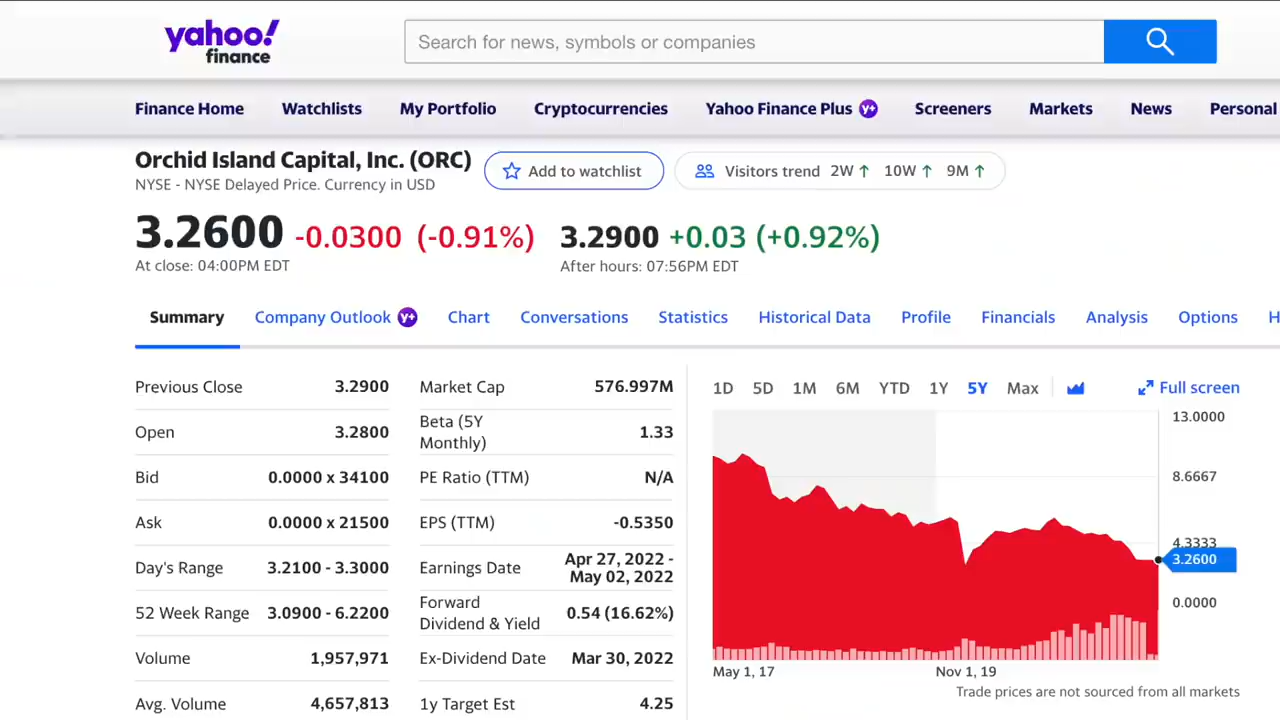 yahoo!
finance
Search for news, symbols or companies
Finance Home Watchlists My Portfolio Cryptocurrencies Yahoo Finance Plus y+ Screeners Markets News Personal
Orchid Island Capital, Inc. (ORC)
NYSE - NYSE Delayed Price. Currency in USD
Add to watchlist
Visitors trend 2W ↑ 10W ↑ 9M ↑
3.2600 -0.0300 (-0.91%)
At close: 04:00PM EDT
3.2900 +0.03 (+0.92%)
After hours: 07:56PM EDT
Summary Company Outlook y+ Chart Conversations Statistics Historical Data Profile Financials Analysis Options H
Previous Close 3.2900
Open 3.2800
Bid 0.0000 x 34100
Ask 0.0000 x 21500
Day's Range 3.2100 - 3.3000
52 Week Range 3.0900 - 6.2200
Volume 1,957,971
Avg. Volume 4,657,813
Market Cap 576.997M
Beta (5Y
Monthly) 1.33
PE Ratio (TTM) N/A
EPS (TTM) -0.5350
Earnings Date Apr 27, 2022 -
May 02, 2022
Forward
Dividend & Yield 0.54 (16.62%)
Ex-Dividend Date Mar 30, 2022
1y Target Est 4.25
1D 5D 1M 6M YTD 1Y 5Y Max Full screen
13.0000
8.6667
4.3333
3.2600
0.0000
May 1, 17 Nov 1, 19
Trade prices are not sourced from all markets